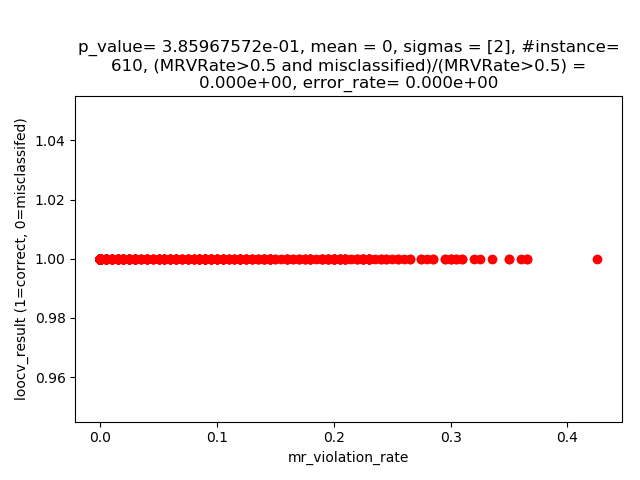 p_value= 3.85967572e-01, mean = 0, sigmas = [2], #instance=
610, (MRVRate>0.5 and misclassified)/(MRVRate>0.5) =
0.000e+00, error_rate= 0.000e+00
loocv_result (1=correct, 0=misclassifed)
1.04
1.02
1.00
0.98
0.96
0.0 0.1 0.2 0.3 0.4
mr_violation_rate